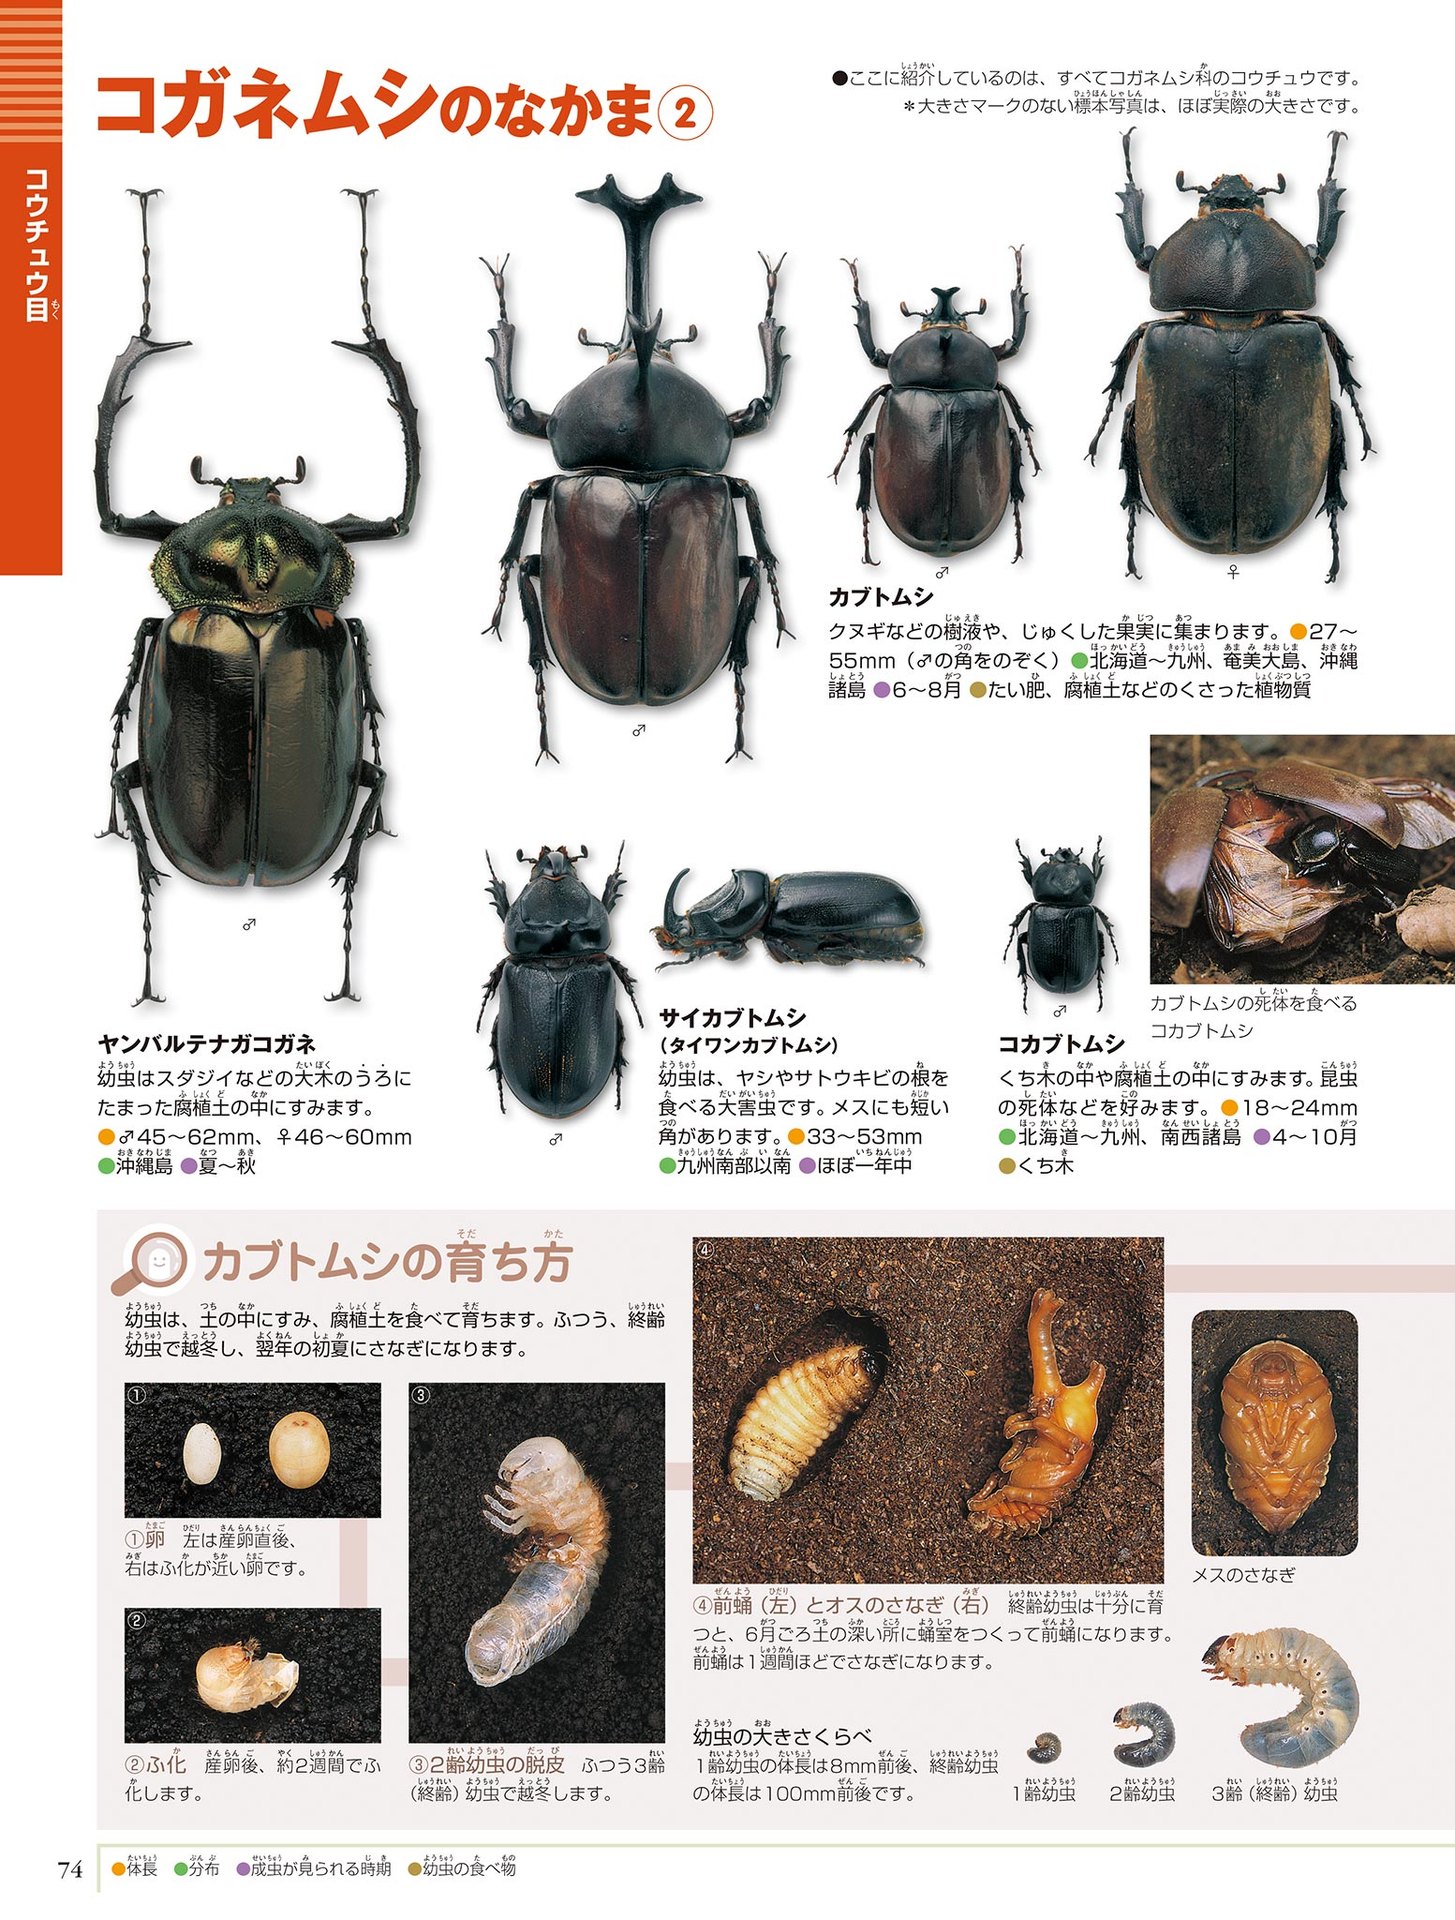 コガネムシのなかま②
●ここに紹介しているのは、すべてコガネムシ科のコウチュウです。
＊大きさマークのない標本写真は、ほぼ実際の大きさです。
コウチュウ目
♂
♂
♂
♀
カブトムシ
クヌギなどの樹液や、じゅくした果実に集まります。●27～
55mm（♂の角をのぞく）●北海道～九州、奄美大島、沖縄
諸島 ●6～8月 ●たい肥、腐植土などのくさった植物質
カブトムシの死体を食べる
コカブトムシ
ヤンバルテナガコガネ
幼虫はスダジイなどの大木のうろに
たまった腐植土の中にすみます。
●♂45～62mm、♀46～60mm
●沖縄島 ●夏～秋
♂
サイカブトムシ
（タイワンカブトムシ）
幼虫は、ヤシやサトウキビの根を
食べる大害虫です。メスにも短い
角があります。●33～53mm
●九州南部以南 ●ほぼ一年中
♂
コカブトムシ
くち木の中や腐植土の中にすみます。昆虫
の死体などを好みます。●18～24mm
●北海道～九州、南西諸島 ●4～10月
●くち木
カブトムシの育ち方
幼虫は、土の中にすみ、腐植土を食べて育ちます。ふつう、終齢
幼虫で越冬し、翌年の初夏にさなぎになります。
①
①卵 左は産卵直後、
右はふ化が近い卵です。
②
②ふ化 産卵後、約2週間でふ
化します。
③
③2齢幼虫の脱皮 ふつう3齢
（終齢）幼虫で越冬します。
④
④前蛹（左）とオスのさなぎ（右） 終齢幼虫は十分に育
つと、6月ごろ土の深い所に蛹室をつくって前蛹になります。
前蛹は1週間ほどでさなぎになります。
メスのさなぎ
幼虫の大きさくらべ
1齢幼虫の体長は8mm前後、終齢幼虫
の体長は100mm前後です。
1齢幼虫
2齢幼虫
3齢（終齢）幼虫
74
●体長 ●分布 ●成虫が見られる時期 ●幼虫の食べ物